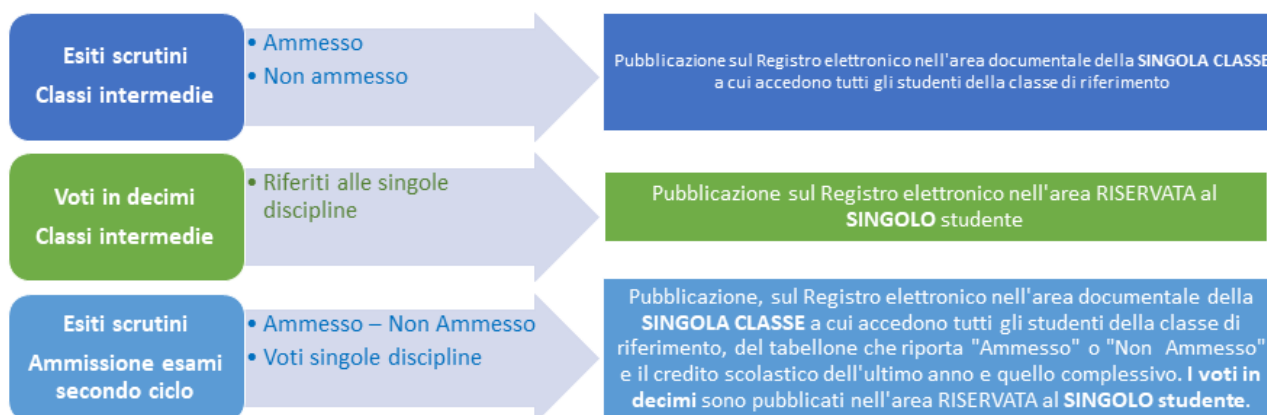 Esiti scrutini
Classi intermedie
• Ammesso
• Non ammesso
Pubblicazione sul Registro elettronico nell'area documentale della SINGOLA CLASSE
a cui accedono tutti gli studenti della classe di riferimento
Voti in decimi
Classi intermedie
• Riferiti alle singole
discipline
Pubblicazione sul Registro elettronico nell'area RISERVATA al
SINGOLO studente
Esiti scrutini
Ammissione esami
secondo ciclo
• Ammesso – Non Ammesso
• Voti singole discipline
Pubblicazione, sul Registro elettronico nell'area documentale della
SINGOLA CLASSE a cui accedono tutti gli studenti della classe di
riferimento, del tabellone che riporta "Ammesso" o "Non Ammesso"
e il credito scolastico dell'ultimo anno e quello complessivo. I voti in
decimi sono pubblicati nell'area RISERVATA al SINGOLO studente.